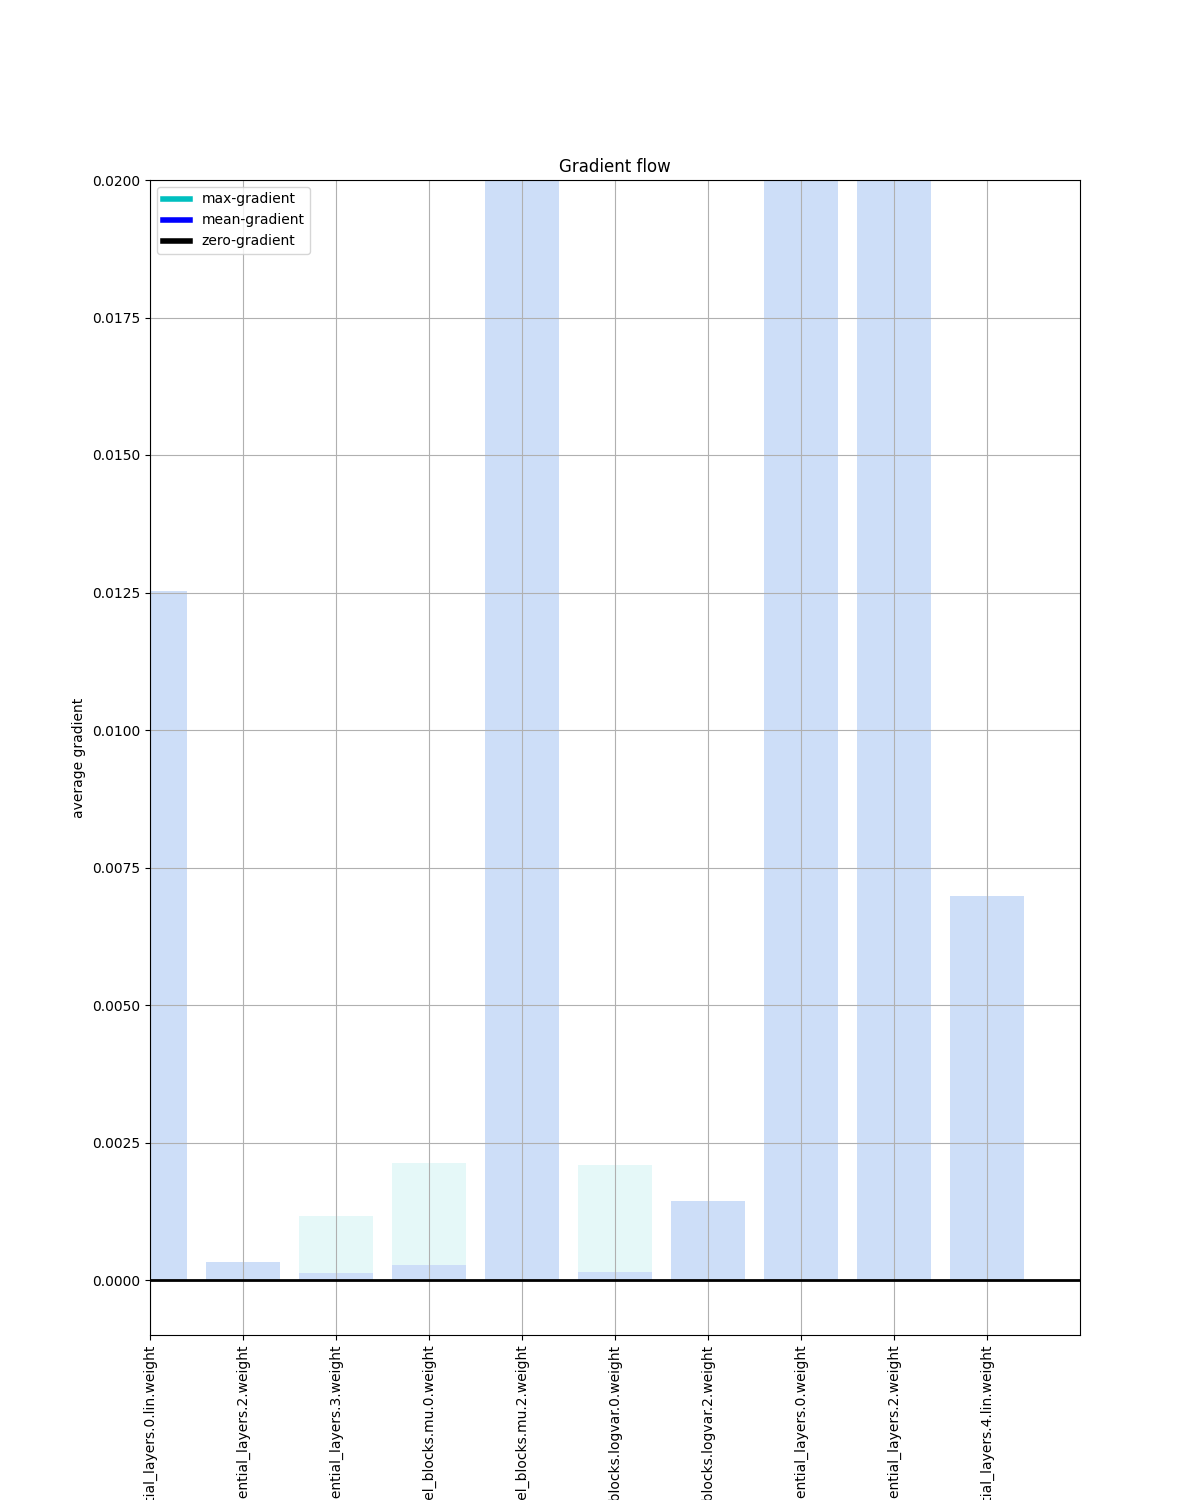 Gradient flow
max-gradient
mean-gradient
zero-gradient
0.0200
0.0175
0.0150
0.0125
0.0100
0.0075
0.0050
0.0025
0.0000
average gradient
tial_layers.0.lin.weight
ential_layers.2.weight
ential_layers.3.weight
el_blocks.mu.0.weight
el_blocks.mu.2.weight
blocks.logvar.0.weight
blocks.logvar.2.weight
ential_layers.0.weight
ential_layers.2.weight
tial_layers.4.lin.weight